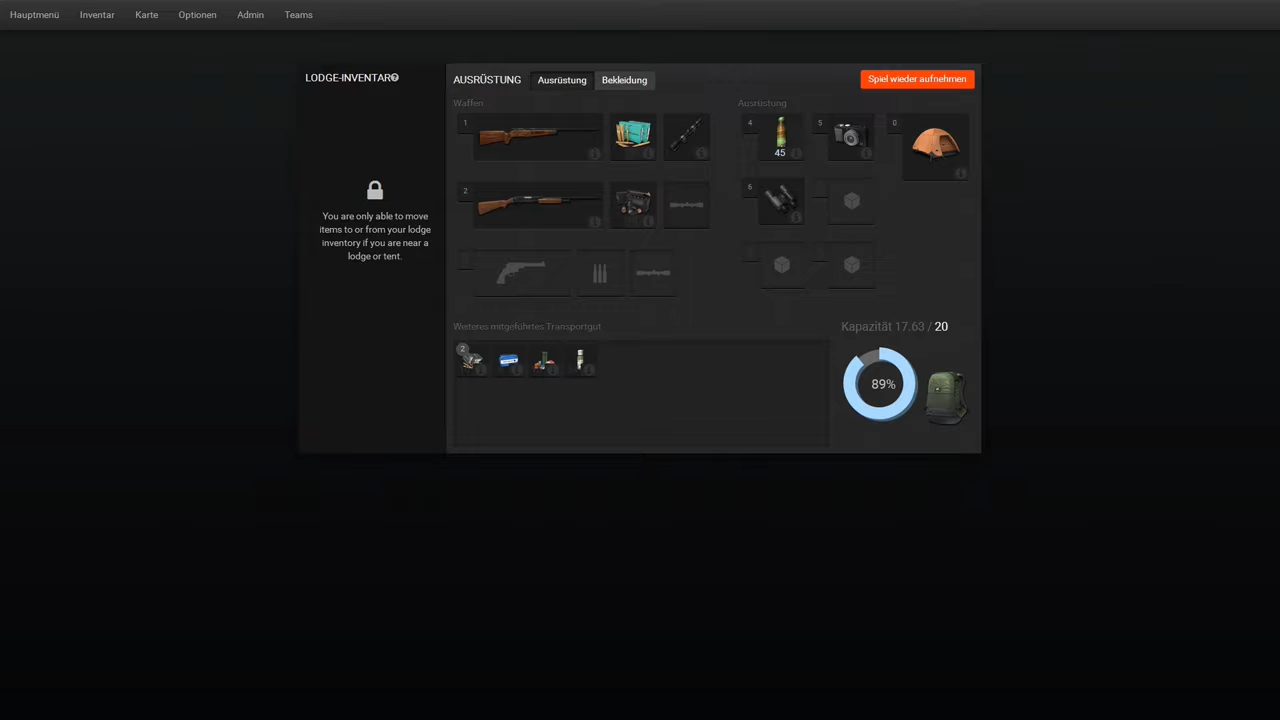 Hauptmenü Inventar Karte Optionen Admin Teams
LODGE-INVENTAR
You are only able to move
items to or from your lodge
inventory if you are near a
lodge or tent.
AUSRÜSTUNG Ausrüstung Bekleidung Spiel wieder aufnehmen
Waffen
1
2
Ausrüstung
4
45
5
0
6
Weiteres mitgeführtes Transportgut
2
Kapazität 17.63 / 20
89%